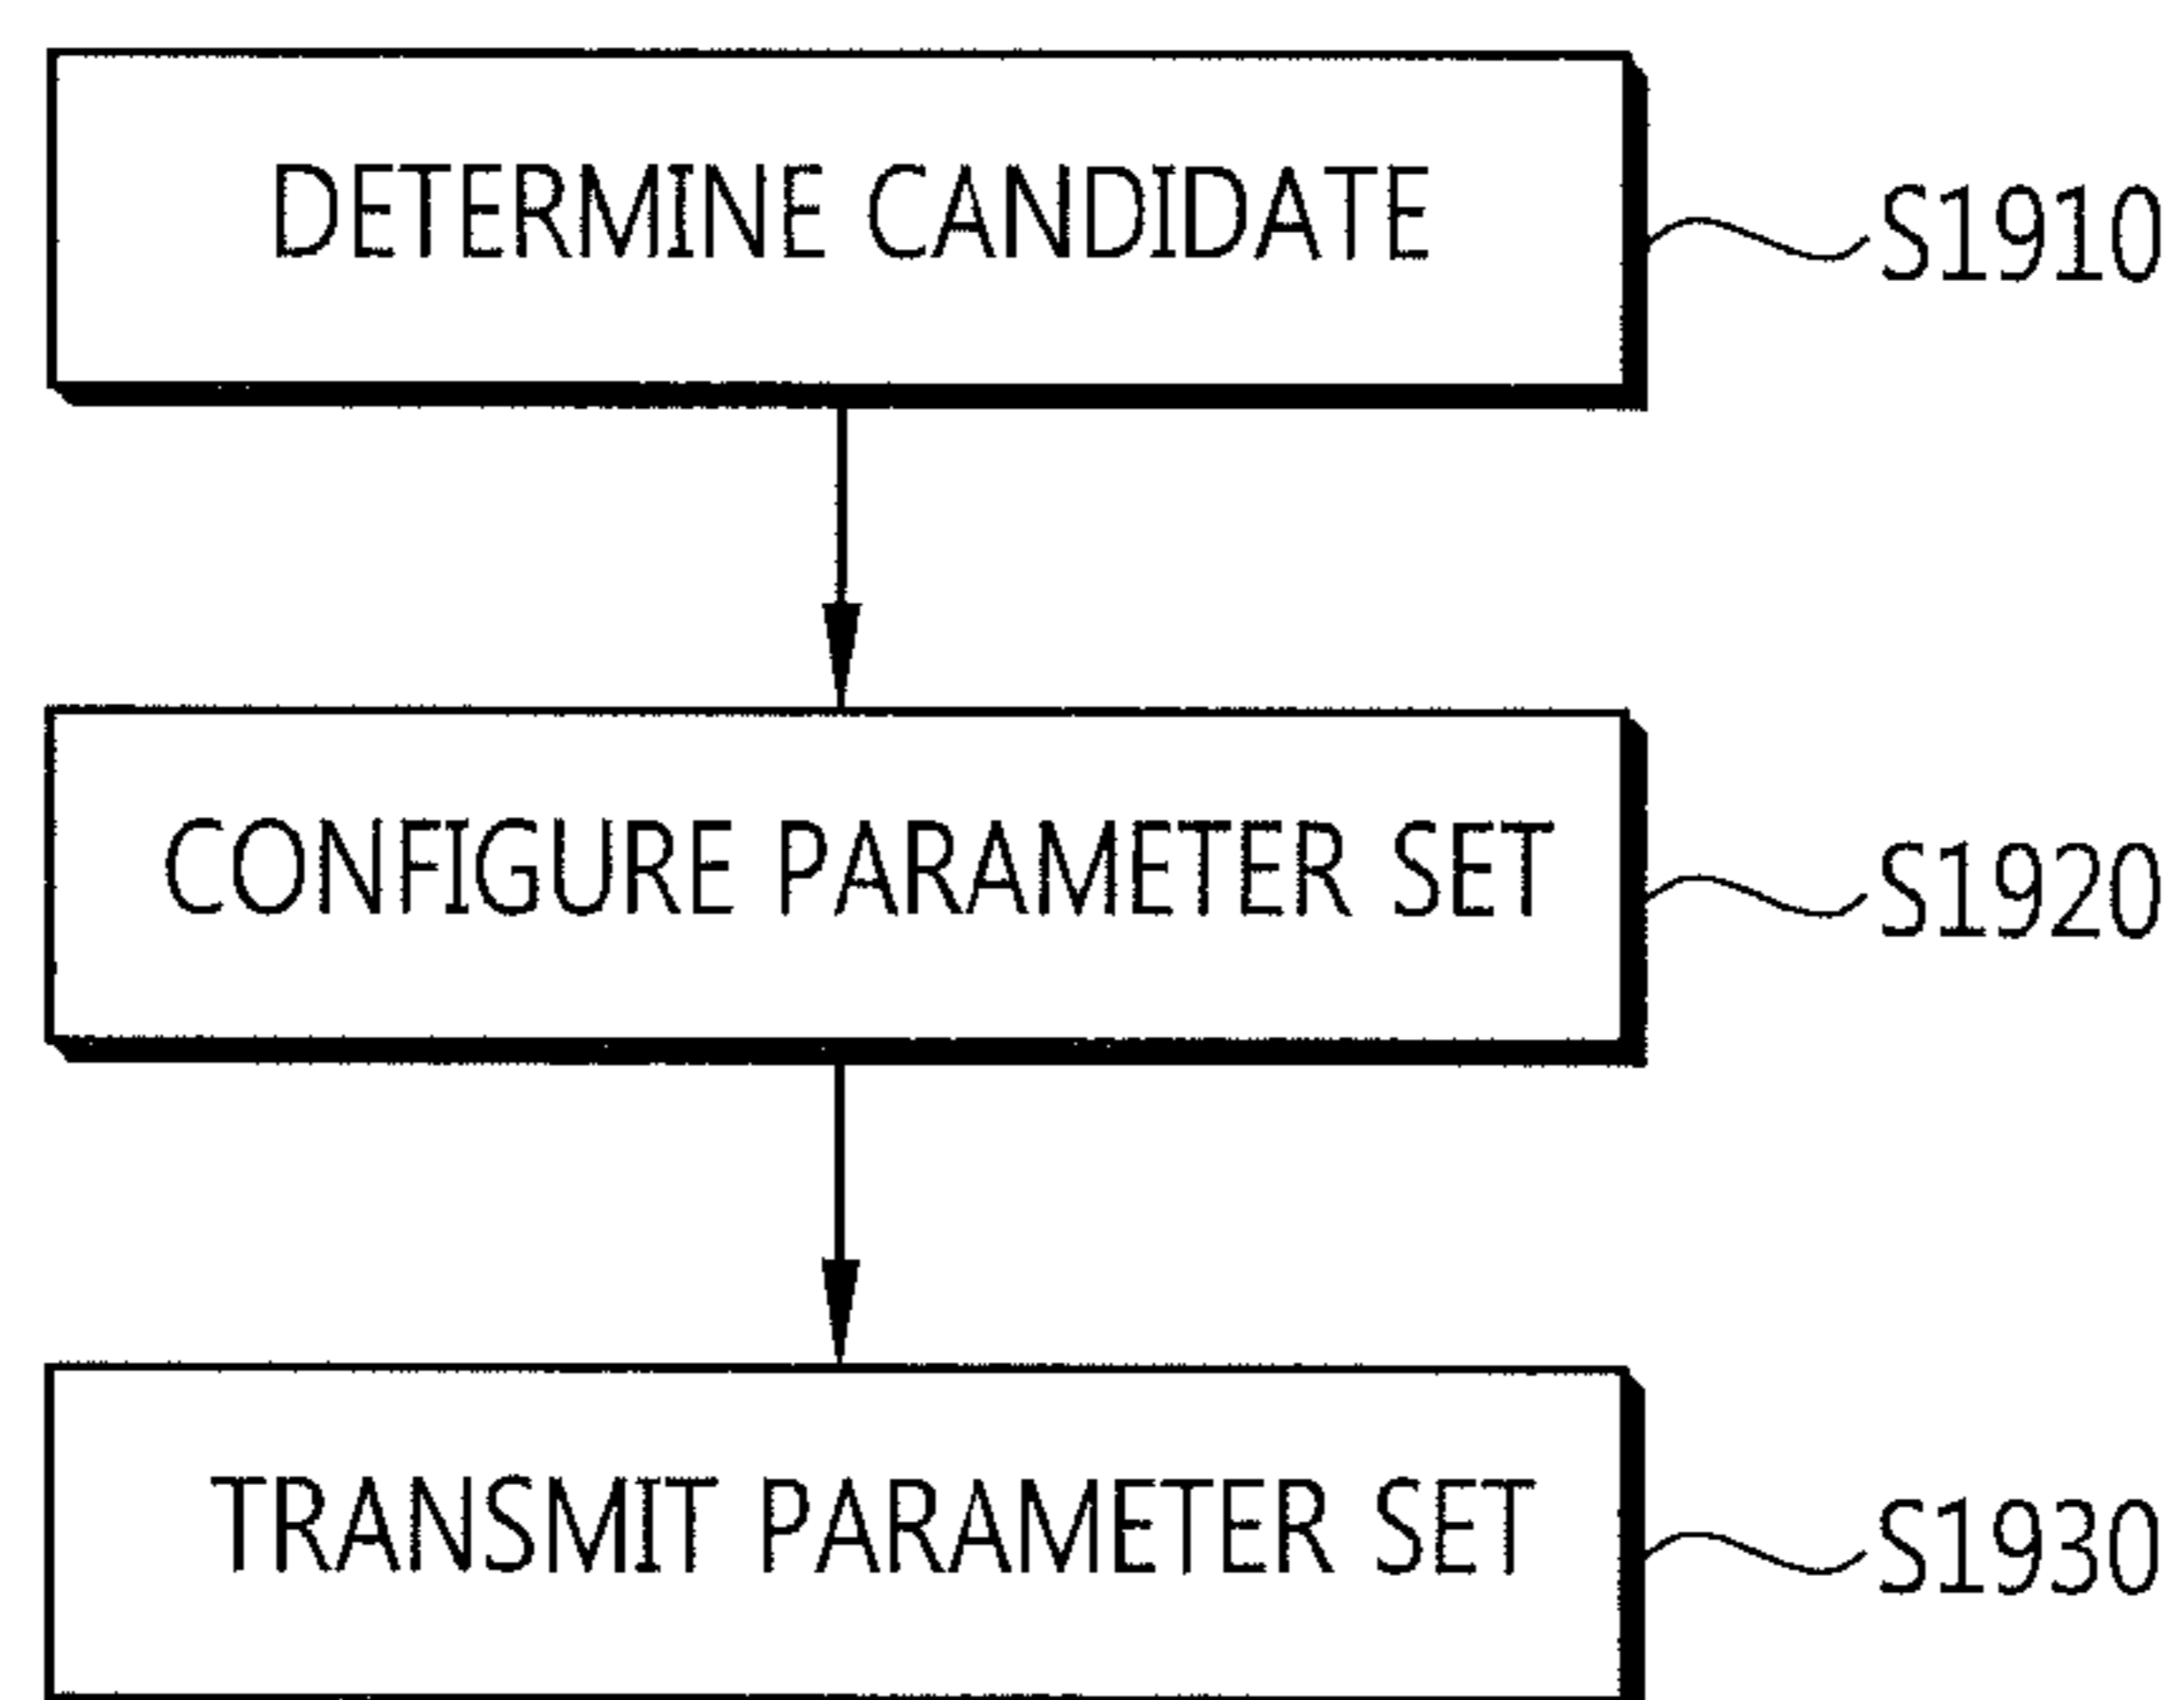 DETERMINE CANDIDATE
S1910
CONFIGURE PARAMETER SET
S1920
TRANSMIT PARAMETER SET
S1930